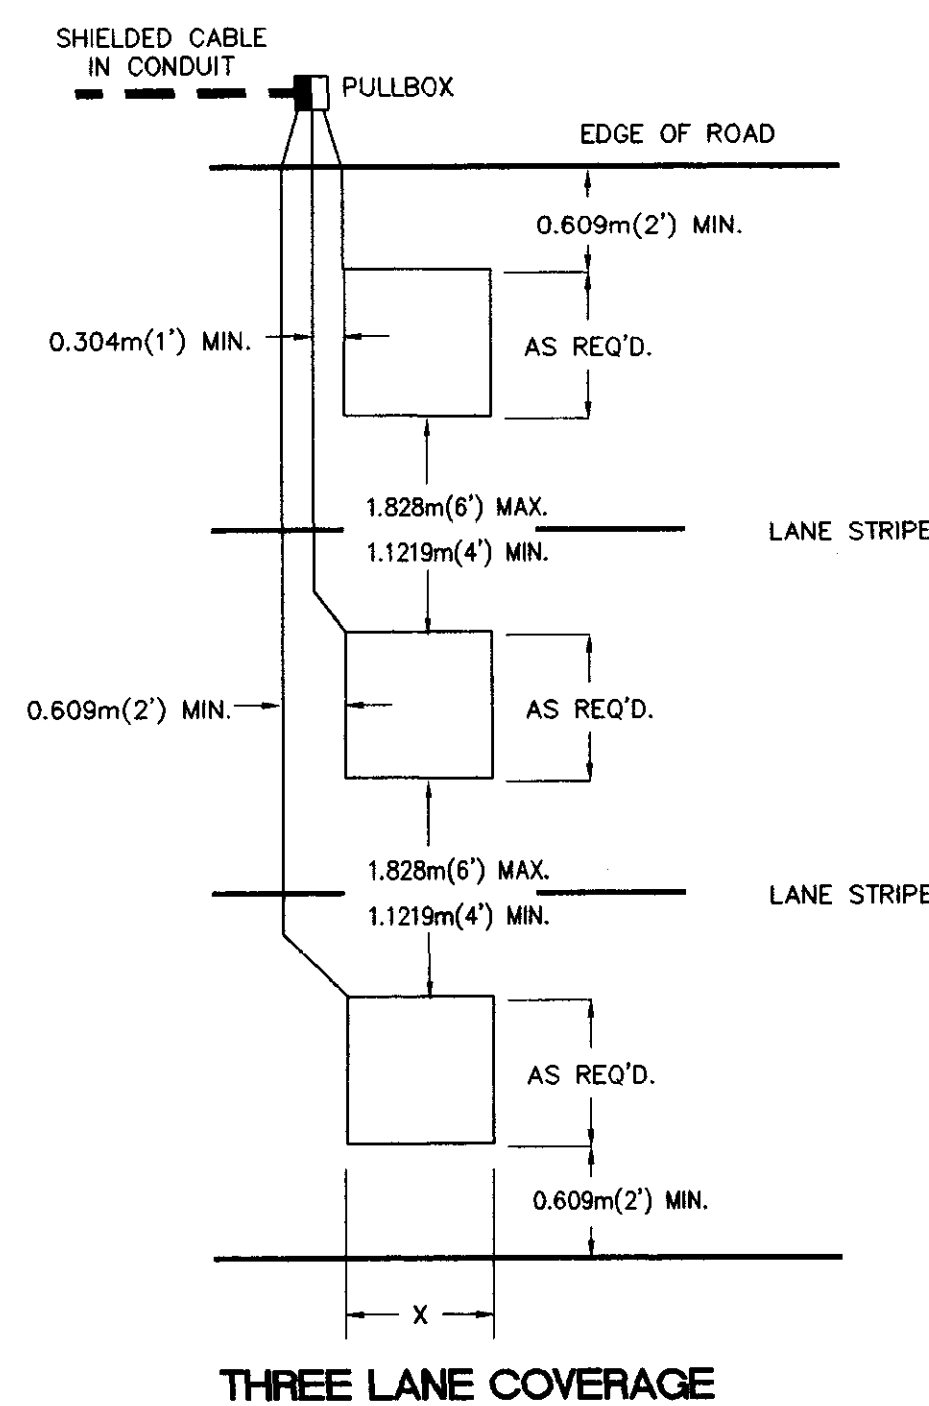 SHIELDED CABLE
IN CONDUIT
PULLBOX
EDGE OF ROAD
0.609m(2') MIN.
0.304m(1') MIN.
AS REQ'D.
1.828m(6') MAX.
LANE STRIPE
1.1219m(4') MIN.
0.609m(2') MIN.
AS REQ'D.
1.828m(6') MAX.
LANE STRIPE
1.1219m(4') MIN.
AS REQ'D.
0.609m(2') MIN.
X
THREE LANE COVERAGE